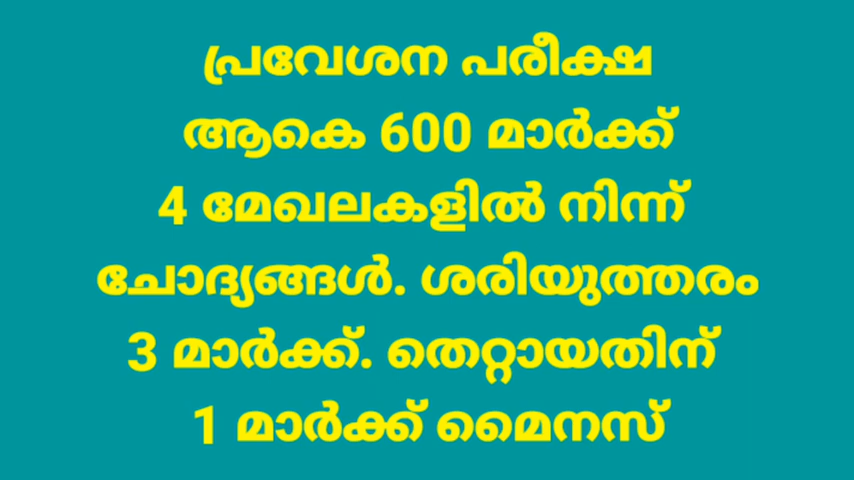 പ്രവേശന പരീക്ഷ
ആകെ 600 മാർക്ക്
4 മേഖലകളിൽ നിന്ന്
ചോദ്യങ്ങൾ. ശരിയുത്തരം
3 മാർക്ക്. തെറ്റായതിന്
1 മാർക്ക് മൈനസ്